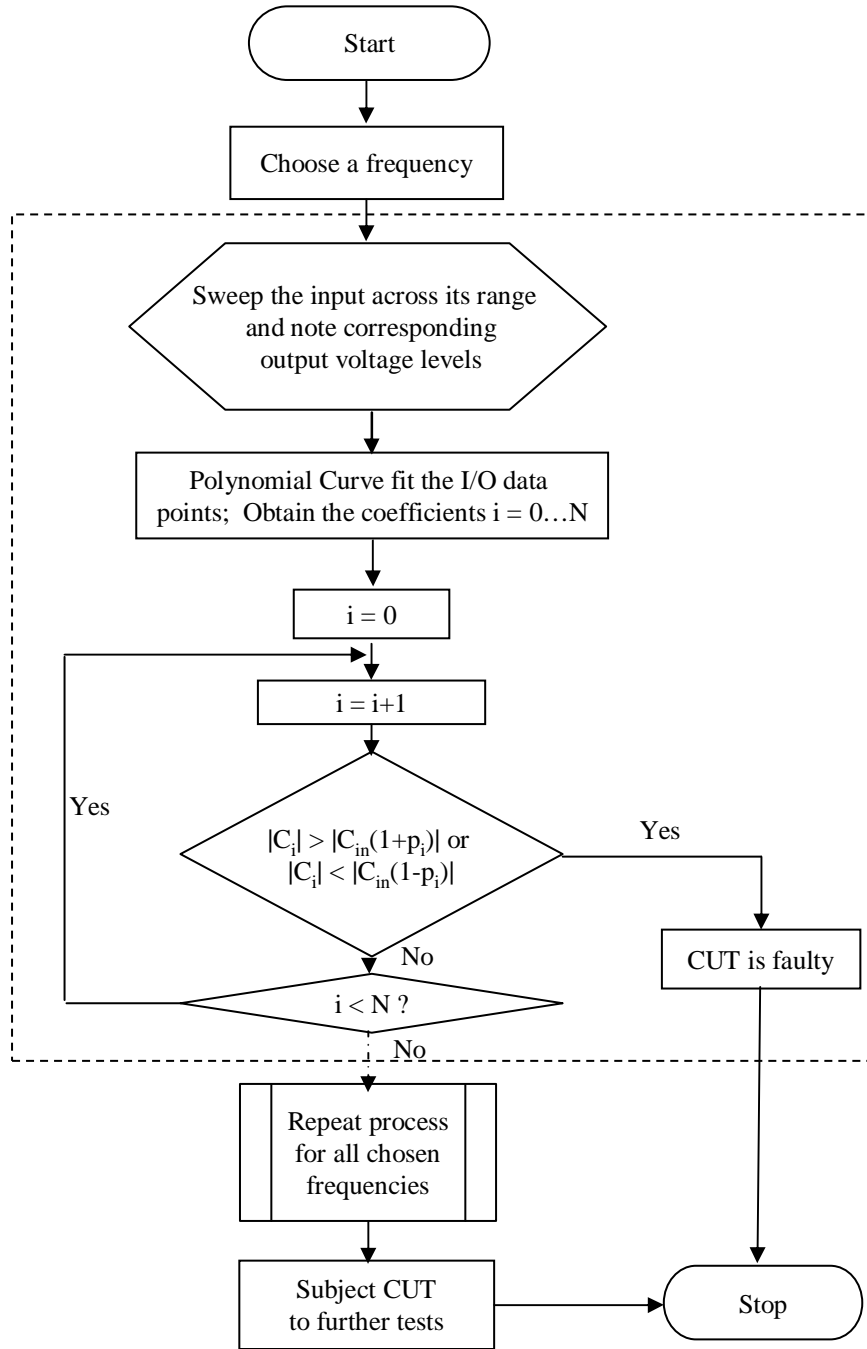 Start
Choose a frequency
Sweep the input across its range
and note corresponding
output voltage levels
Polynomial Curve fit the I/O data
points; Obtain the coefficients i = 0…N
i = 0
i = i+1
Yes
|C_i| > |C_in(1+p_i)| or
|C_i| < |C_in(1-p_i)|
Yes
No
CUT is faulty
i < N ?
No
Repeat process
for all chosen
frequencies
Subject CUT
to further tests
Stop